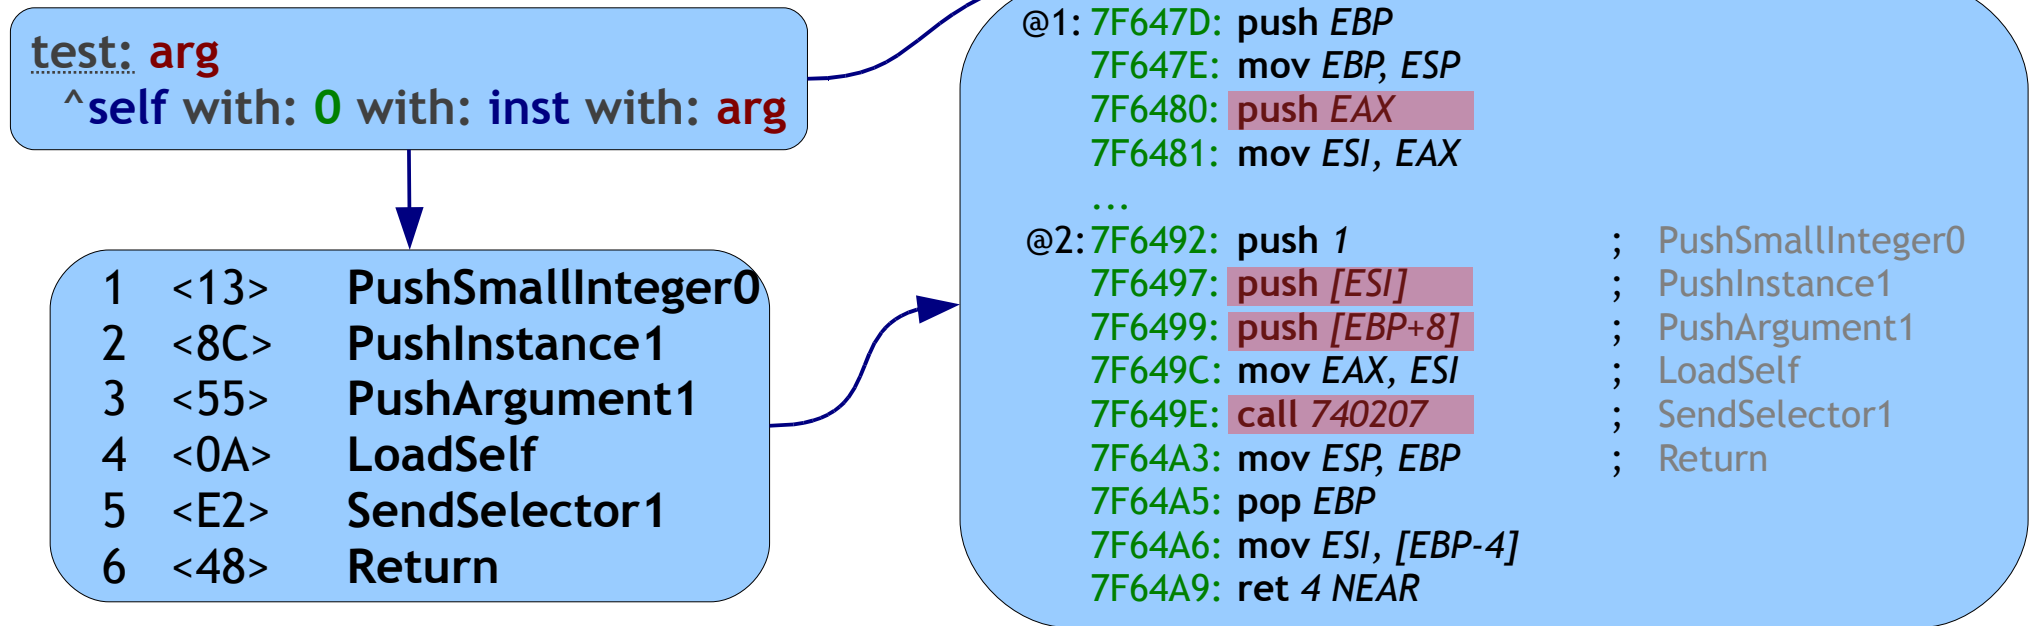 test: arg
^self with: 0 with: inst with: arg
1 <13> PushSmallInteger0
2 <8C> PushInstance1
3 <55> PushArgument1
4 <0A> LoadSelf
5 <E2> SendSelector1
6 <48> Return
@1: 7F647D: push EBP
7F647E: mov EBP, ESP
7F6480: push EAX
7F6481: mov ESI, EAX
...
@2: 7F6492: push 1 ; PushSmallInteger0
7F6497: push [ESI] ; PushInstance1
7F6499: push [EBP+8] ; PushArgument1
7F649C: mov EAX, ESI ; LoadSelf
7F649E: call 740207 ; SendSelector1
7F64A3: mov ESP, EBP ; Return
7F64A5: pop EBP
7F64A6: mov ESI, [EBP-4]
7F64A9: ret 4 NEAR